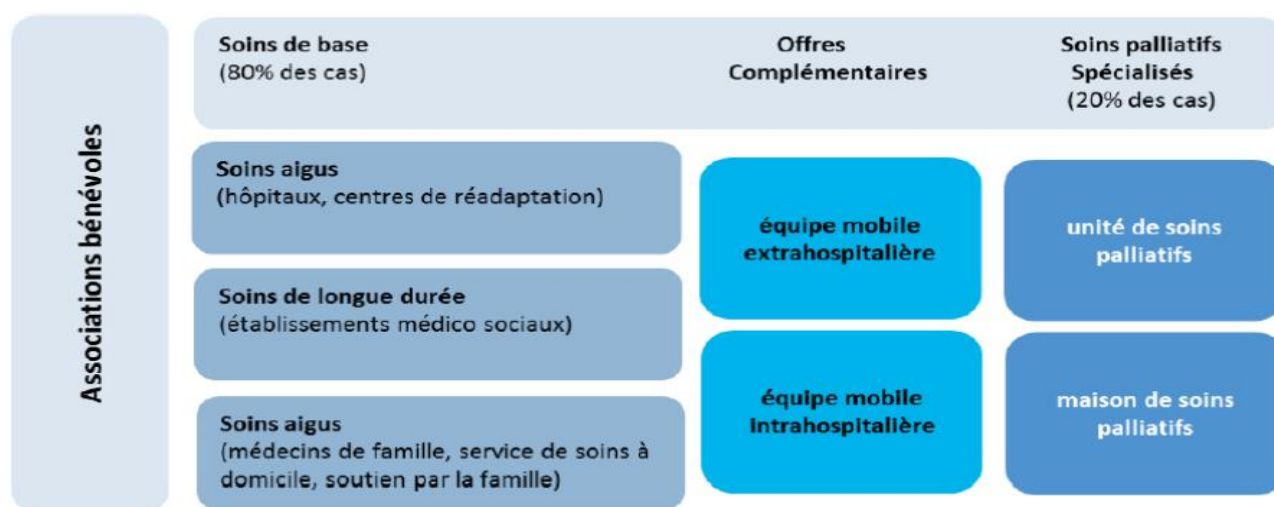 Associations bénévoles
Soins de base
(80% des cas)
Offres
Complémentaires
Soins palliatifs
Spécialisés
(20% des cas)
Soins aigus
(hôpitaux, centres de réadaptation)
Soins de longue durée
(établissements médico sociaux)
Soins aigus
(médecins de famille, service de soins à
domicile, soutien par la famille)
équipe mobile
extrahospitalière
équipe mobile
intrahospitalière
unité de soins
palliatifs
maison de soins
palliatifs